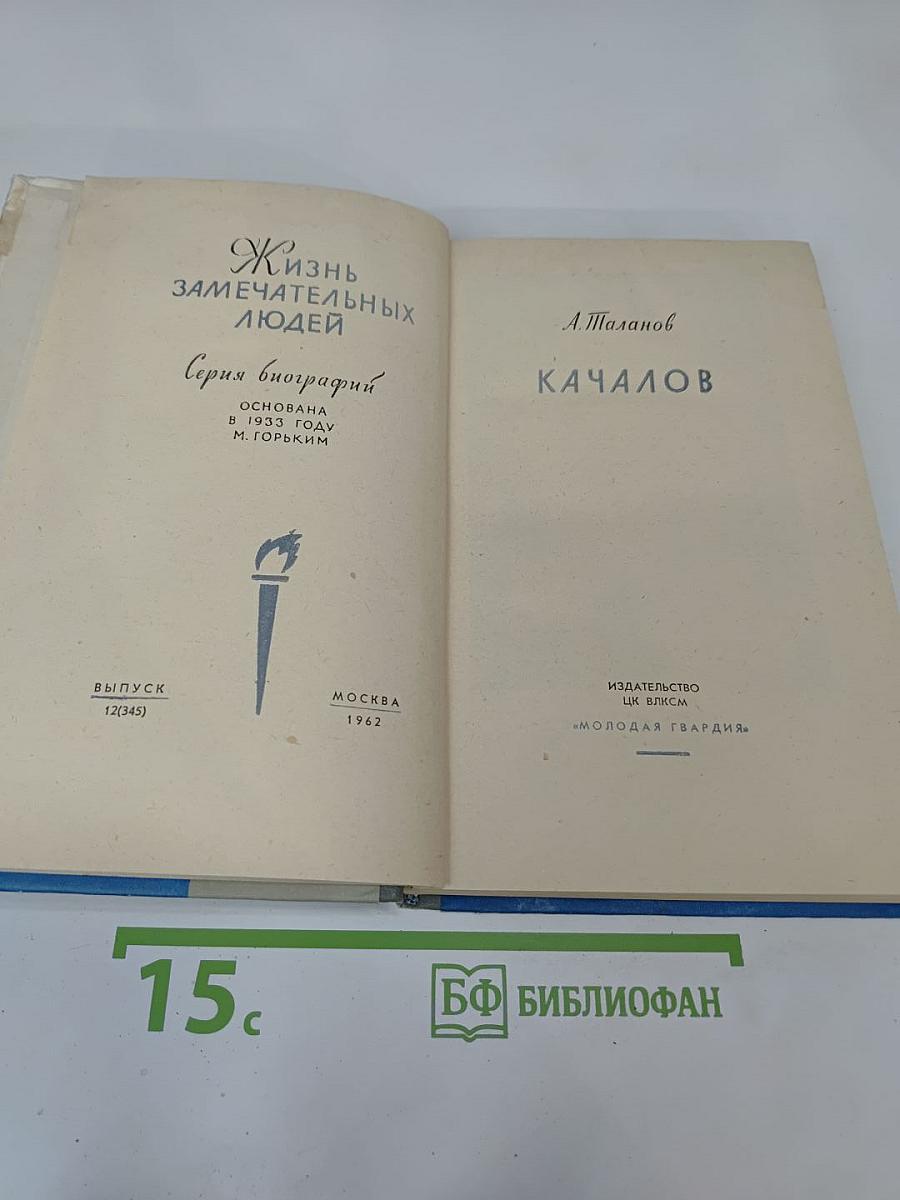 Жизнь
ЗАМЕЧАТЕЛЬНЫХ
ЛЮДЕЙ
Серия биографий
ОСНОВАНА
В 1933 ГОДУ
М. ГОРЬКИМ
ВЫПУСК
12(345)
МОСКВА
1962
А. Таланов
КАЧАЛОВ
ИЗДАТЕЛЬСТВО
ЦК ВЛКСМ
«МОЛОДАЯ ГВАРДИЯ»
15 с
БФ БИБЛИОФАН